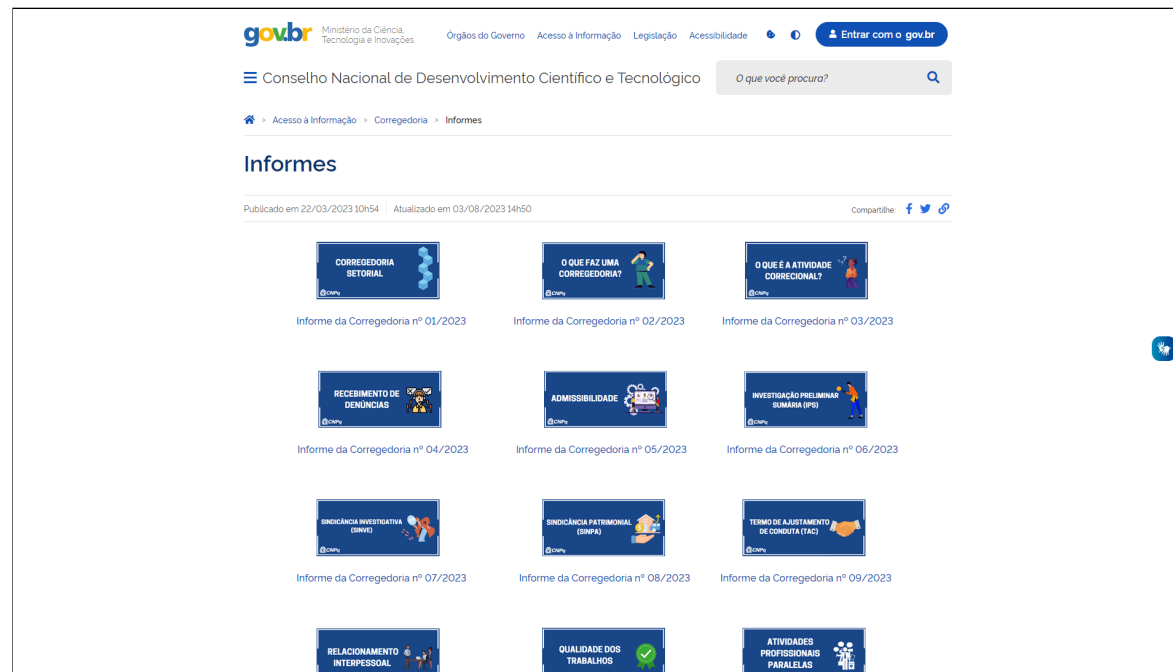 gov.br
Ministério da Ciência,
Tecnologia e Inovações
Órgãos do Governo Acesso à Informação Legislação Acessibilidade
Entrar com o gov.br
Conselho Nacional de Desenvolvimento Científico e Tecnológico
O que você procura?
> Acesso à Informação > Corregedoria > Informes
Informes
Publicado em 22/03/2023 10h54 Atualizado em 03/08/2023 14h50
Compartilhe:
CORREGEDORIA
SETORIAL
CNPq
O QUE FAZ UMA
CORREGEDORIA?
CNPq
O QUE É A ATIVIDADE
CORRECIONAL?
CNPq
Informe da Corregedoria nº 01/2023
Informe da Corregedoria nº 02/2023
Informe da Corregedoria nº 03/2023
RECEBIMENTO DE
DENÚNCIAS
CNPq
ADMISSIBILIDADE
CNPq
INVESTIGAÇÃO PRELIMINAR
SUMÁRIA (IPS)
CNPq
Informe da Corregedoria nº 04/2023
Informe da Corregedoria nº 05/2023
Informe da Corregedoria nº 06/2023
SINDICÂNCIA INVESTIGATIVA
(SINVE)
CNPq
SINDICÂNCIA PATRIMONIAL
(SINPA)
CNPq
TERMO DE AJUSTAMENTO
DE CONDUTA (TAC)
CNPq
Informe da Corregedoria nº 07/2023
Informe da Corregedoria nº 08/2023
Informe da Corregedoria nº 09/2023
RELACIONAMENTO
INTERPESSOAL
QUALIDADE DOS
TRABALHOS
ATIVIDADES
PROFISSIONAIS
PARALELAS